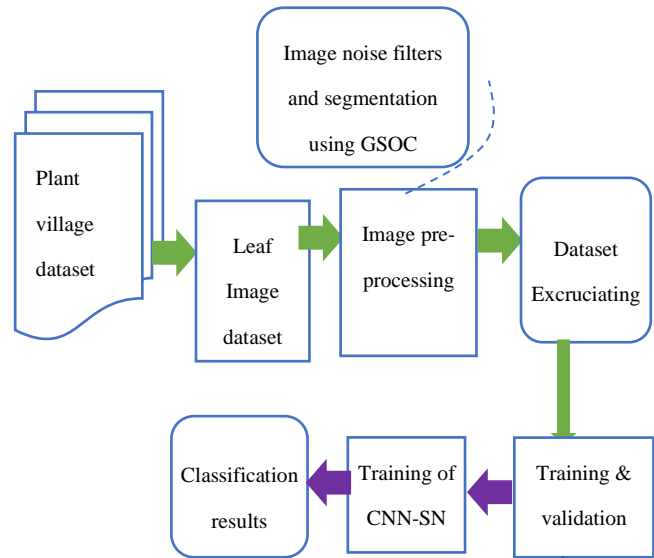 Image noise filters
and segmentation
using GSOC
Plant
village
dataset
Leaf
Image
dataset
Image pre-
processing
Dataset
Excruciating
Classification
results
Training of
CNN-SN
Training &
validation